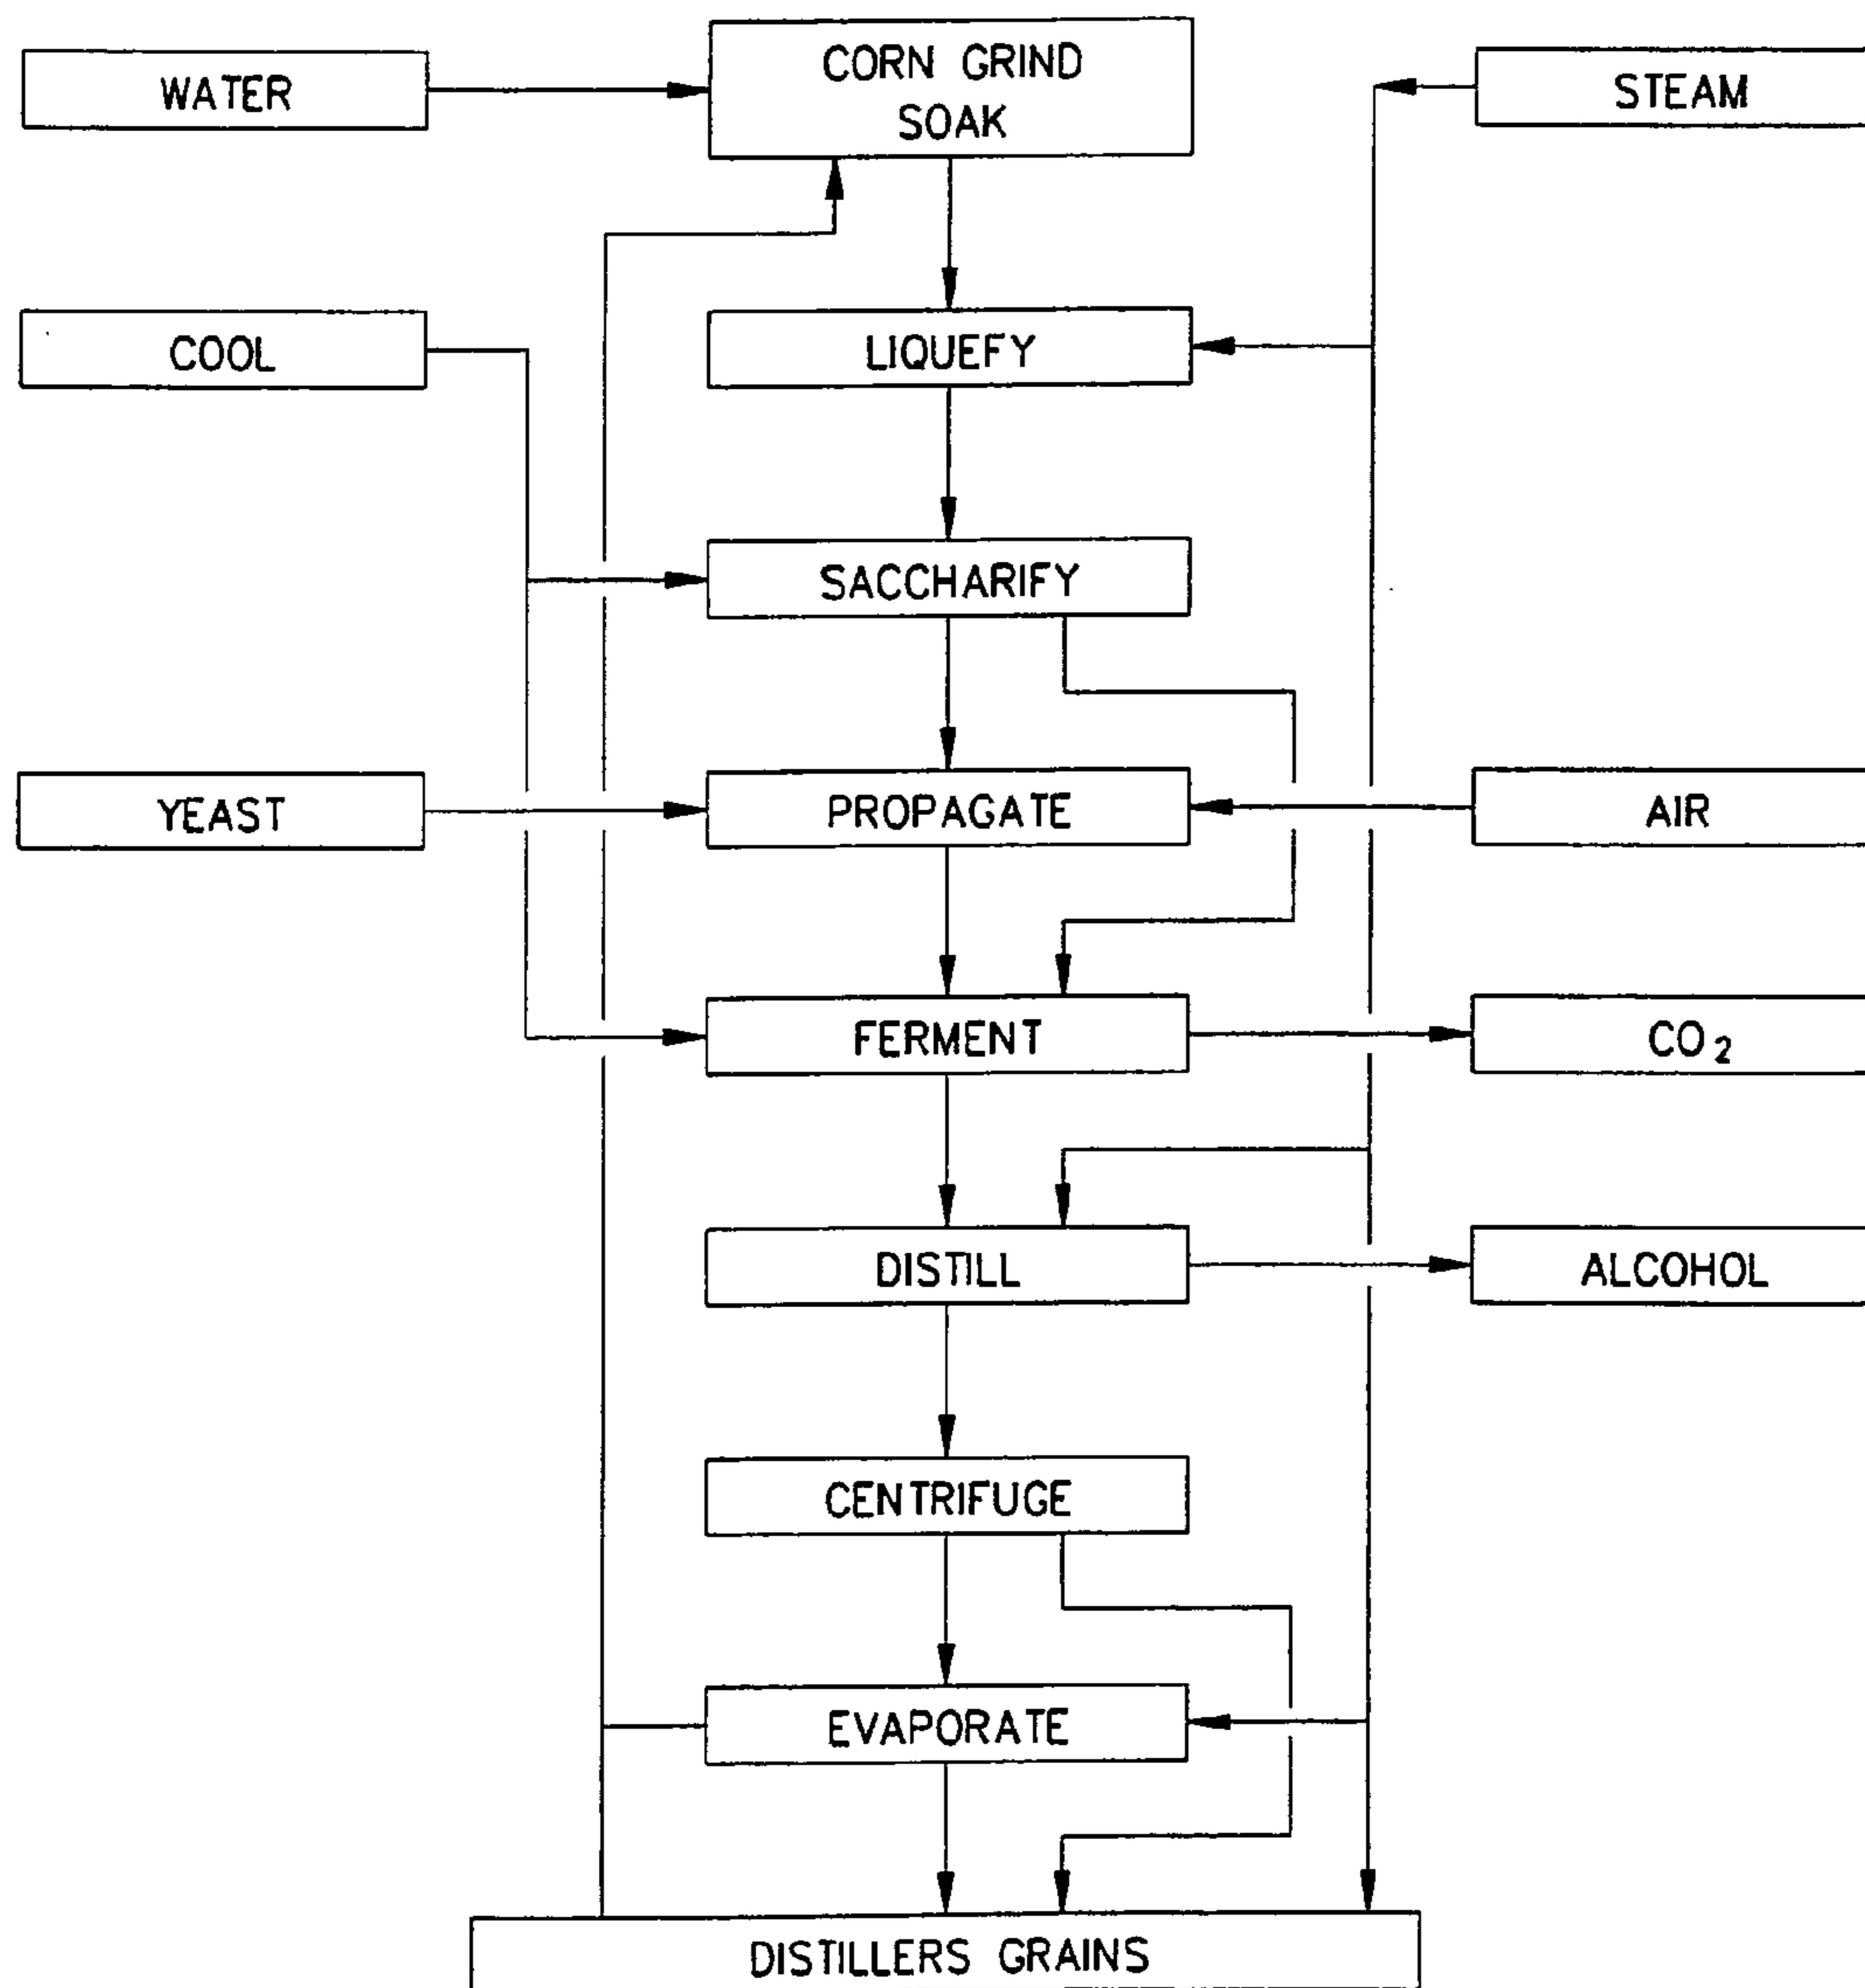 WATER
CORN GRIND
SOAK
STEAM
COOL
LIQUEFY
SACCHARIFY
YEAST
PROPAGATE
AIR
FERMENT
CO₂
DISTILL
ALCOHOL
CENTRIFUGE
EVAPORATE
DISTILLERS GRAINS